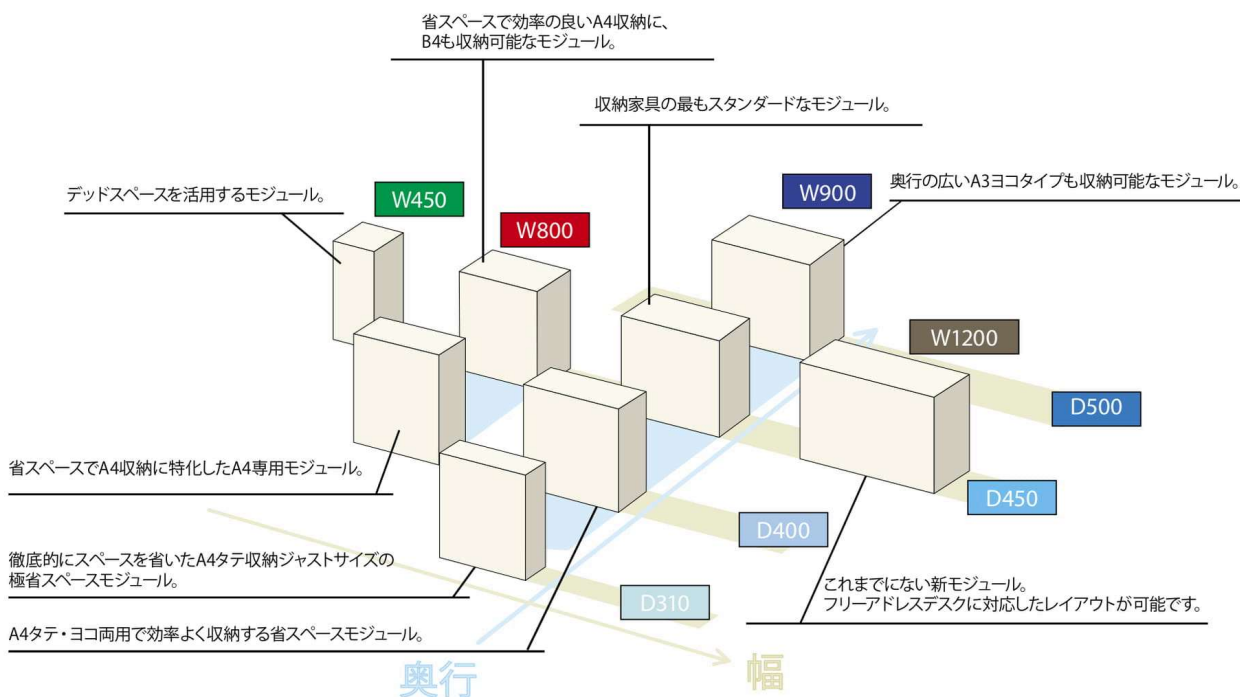 省スペースで効率の良いA4収納に、
B4も収納可能なモジュール。
収納家具の最もスタンダードなモジュール。
デッドスペースを活用するモジュール。
W450
W800
W900
奥行の広いA3ヨコタイプも収納可能なモジュール。
W1200
D500
省スペースでA4収納に特化したA4専用モジュール。
D450
D400
徹底的にスペースを省いたA4タテ収納ジャストサイズの
極省スペースモジュール。
D310
これまでにない新モジュール。
フリーアドレスデスクに対応したレイアウトが可能です。
A4タテ・ヨコ両用で効率よく収納する省スペースモジュール。
奥行
幅